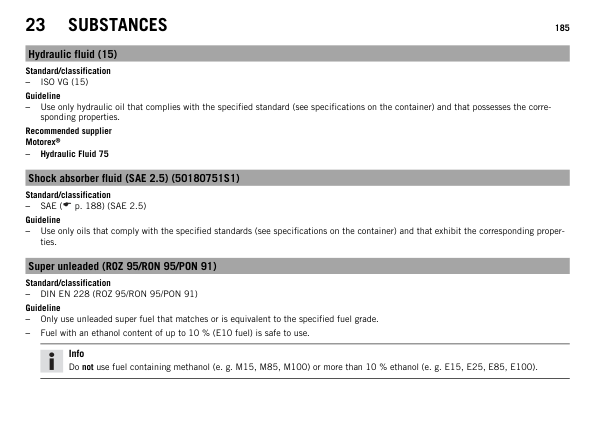 23 SUBSTANCES 185
Hydraulic fluid (15)
Standard/classification
– ISO VG (15)
Guideline
– Use only hydraulic oil that complies with the specified standard (see specifications on the container) and that possesses the corre-
sponding properties.
Recommended supplier
Motorex®
– Hydraulic Fluid 75
Shock absorber fluid (SAE 2.5) (50180751S1)
Standard/classification
– SAE (☛ p. 188) (SAE 2.5)
Guideline
– Use only oils that comply with the specified standards (see specifications on the container) and that exhibit the corresponding proper-
ties.
Super unleaded (ROZ 95/RON 95/PON 91)
Standard/classification
– DIN EN 228 (ROZ 95/RON 95/PON 91)
Guideline
– Only use unleaded super fuel that matches or is equivalent to the specified fuel grade.
– Fuel with an ethanol content of up to 10 % (E10 fuel) is safe to use.
Info
Do not use fuel containing methanol (e. g. M15, M85, M100) or more than 10 % ethanol (e. g. E15, E25, E85, E100).